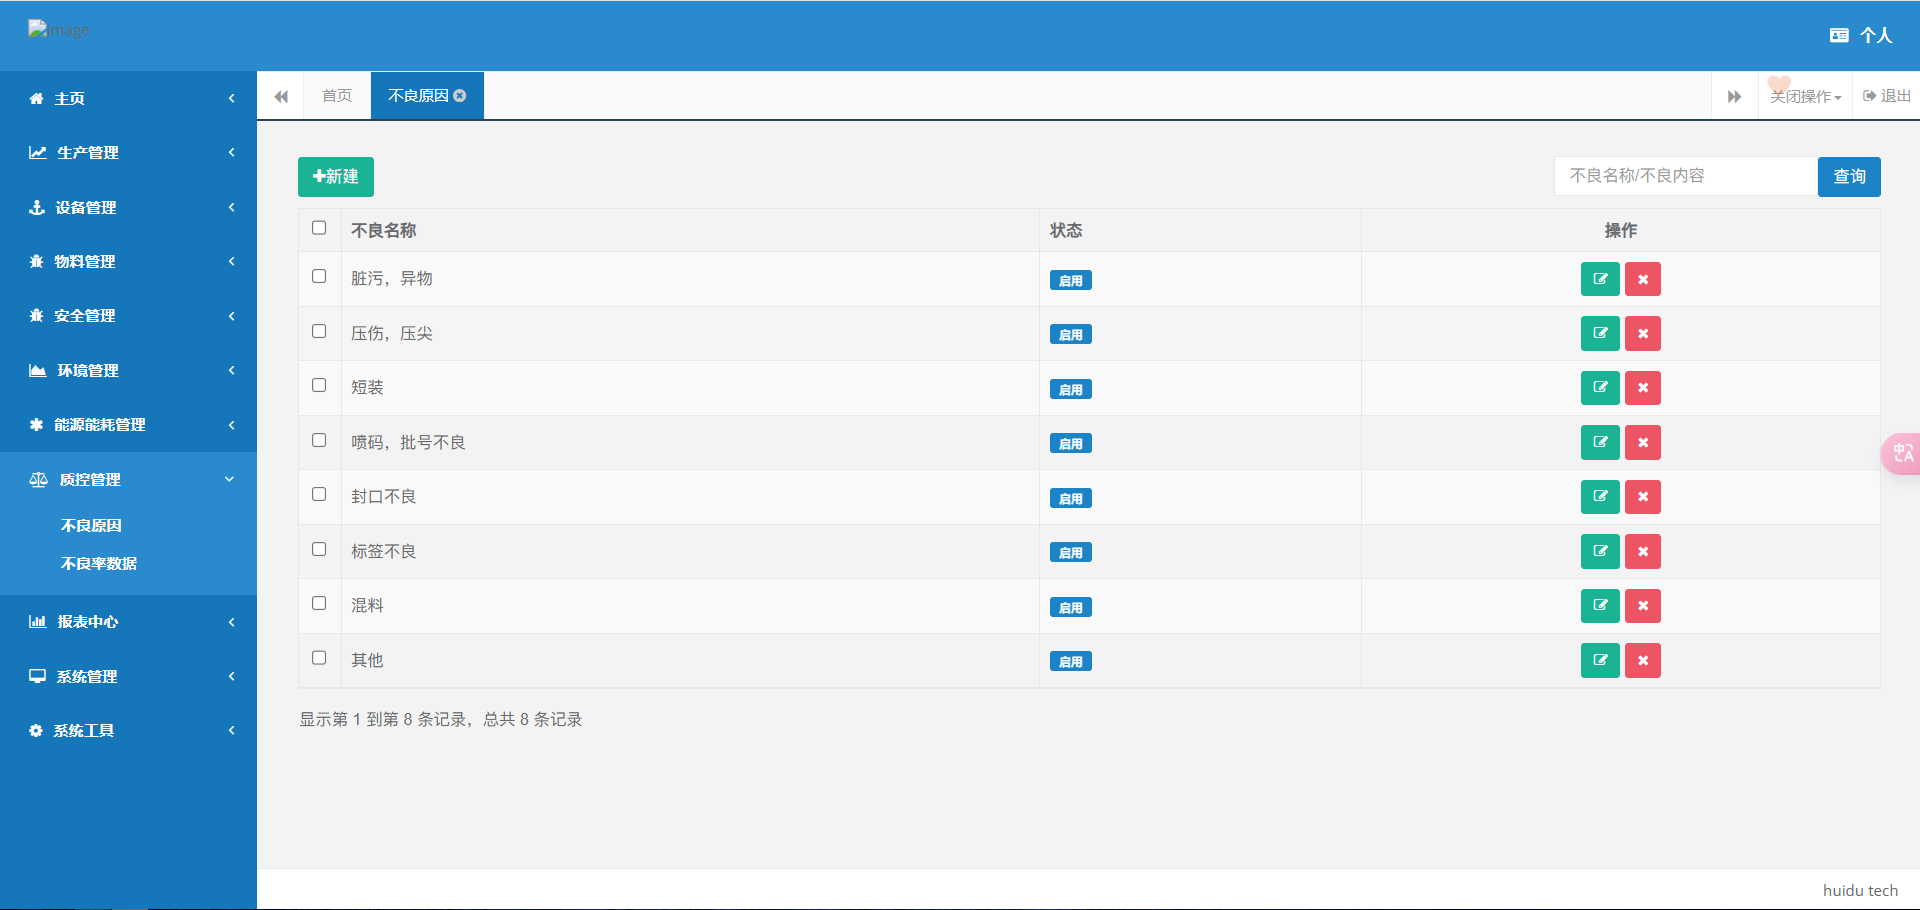 Image
个人
主页
生产管理
设备管理
物料管理
安全管理
环境管理
能源能耗管理
质控管理
不良原因
不良率数据
报表中心
系统管理
系统工具
首页 不良原因 关闭操作 退出
新建 不良名称/不良内容 查询
不良名称 状态 操作
脏污，异物 启用
压伤，压尖 启用
短装 启用
喷码，批号不良 启用
封口不良 启用
标签不良 启用
混料 启用
其他 启用
显示第 1 到第 8 条记录，总共 8 条记录
中A
huidu tech